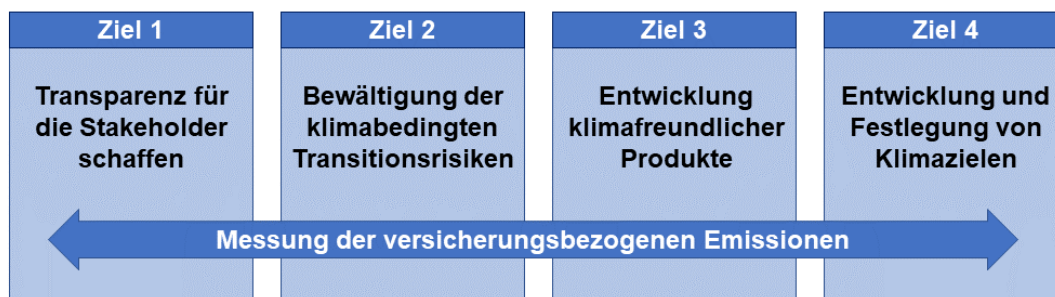 Ziel 1
Transparenz für
die Stakeholder
schaffen
Ziel 2
Bewältigung der
klimabedingten
Transitionsrisiken
Ziel 3
Entwicklung
klimafreundlicher
Produkte
Ziel 4
Entwicklung und
Festlegung von
Klimazielen
Messung der versicherungsbezogenen Emissionen